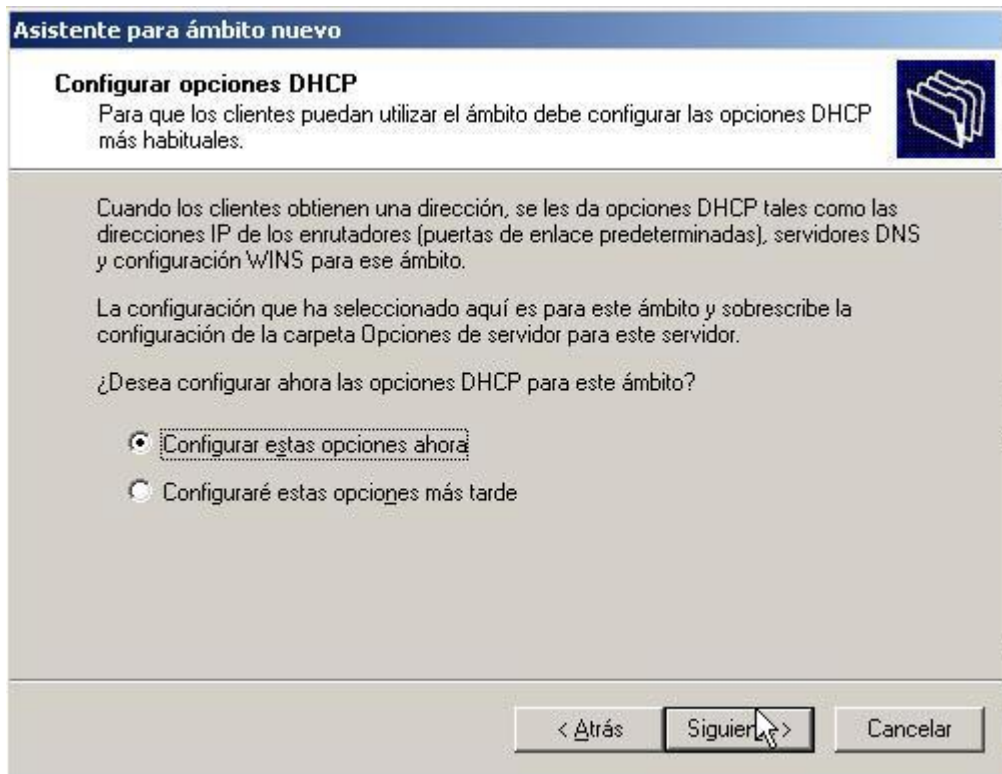 Asistente para ámbito nuevo
Configurar opciones DHCP
Para que los clientes puedan utilizar el ámbito debe configurar las opciones DHCP
más habituales.
Cuando los clientes obtienen una dirección, se les da opciones DHCP tales como las
direcciones IP de los enrutadores (puertas de enlace predeterminadas), servidores DNS
y configuración WINS para ese ámbito.
La configuración que ha seleccionado aquí es para este ámbito y sobrescribe la
configuración de la carpeta Opciones de servidor para este servidor.
¿Desea configurar ahora las opciones DHCP para este ámbito?
Configurar estas opciones ahora
Configuraré estas opciones más tarde
< Atrás Siguiente > Cancelar